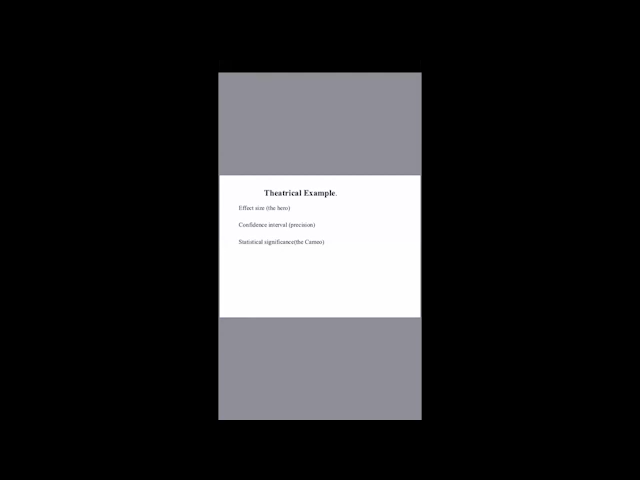 Theatrical Example.
Effect size (the hero)
Confidence interval (precision)
Statistical significance(the Cameo)